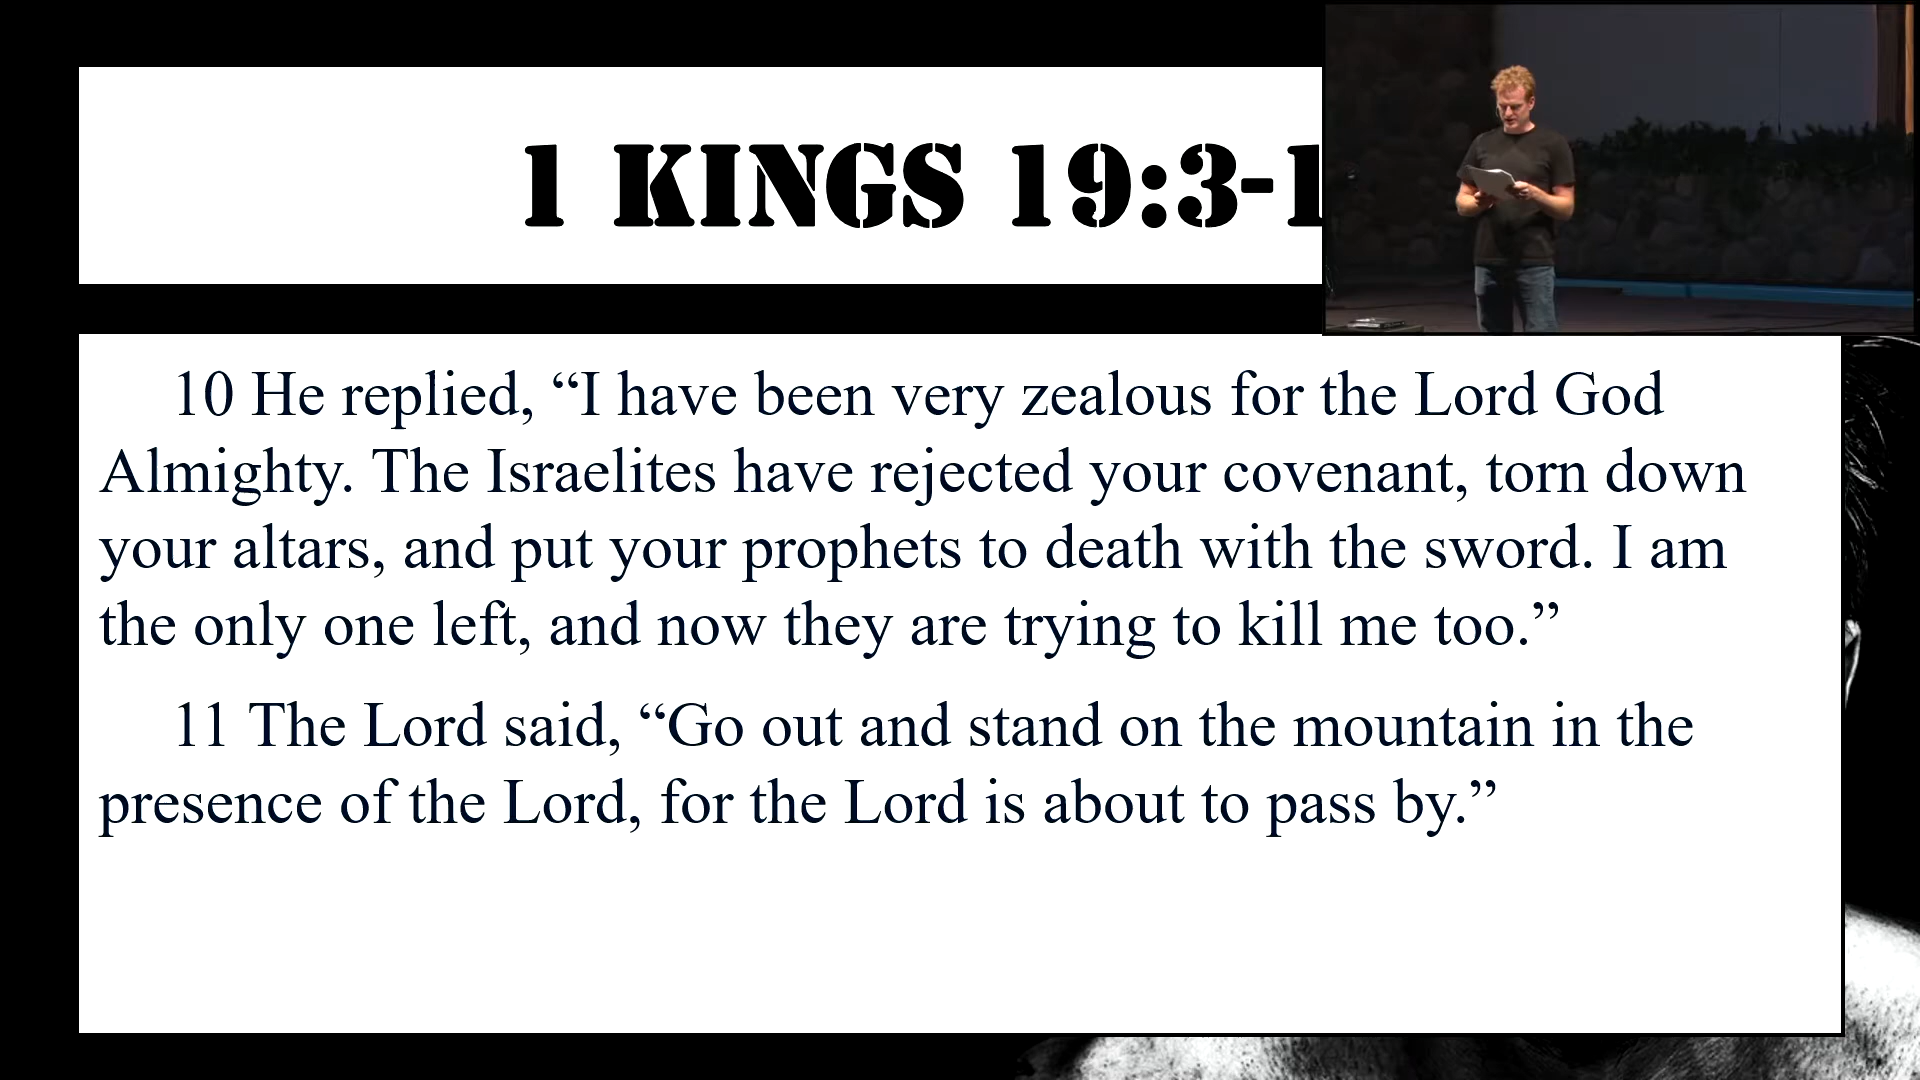 1 KINGS 19:3-1
10 He replied, “I have been very zealous for the Lord God
Almighty. The Israelites have rejected your covenant, torn down
your altars, and put your prophets to death with the sword. I am
the only one left, and now they are trying to kill me too.”
11 The Lord said, “Go out and stand on the mountain in the
presence of the Lord, for the Lord is about to pass by.”